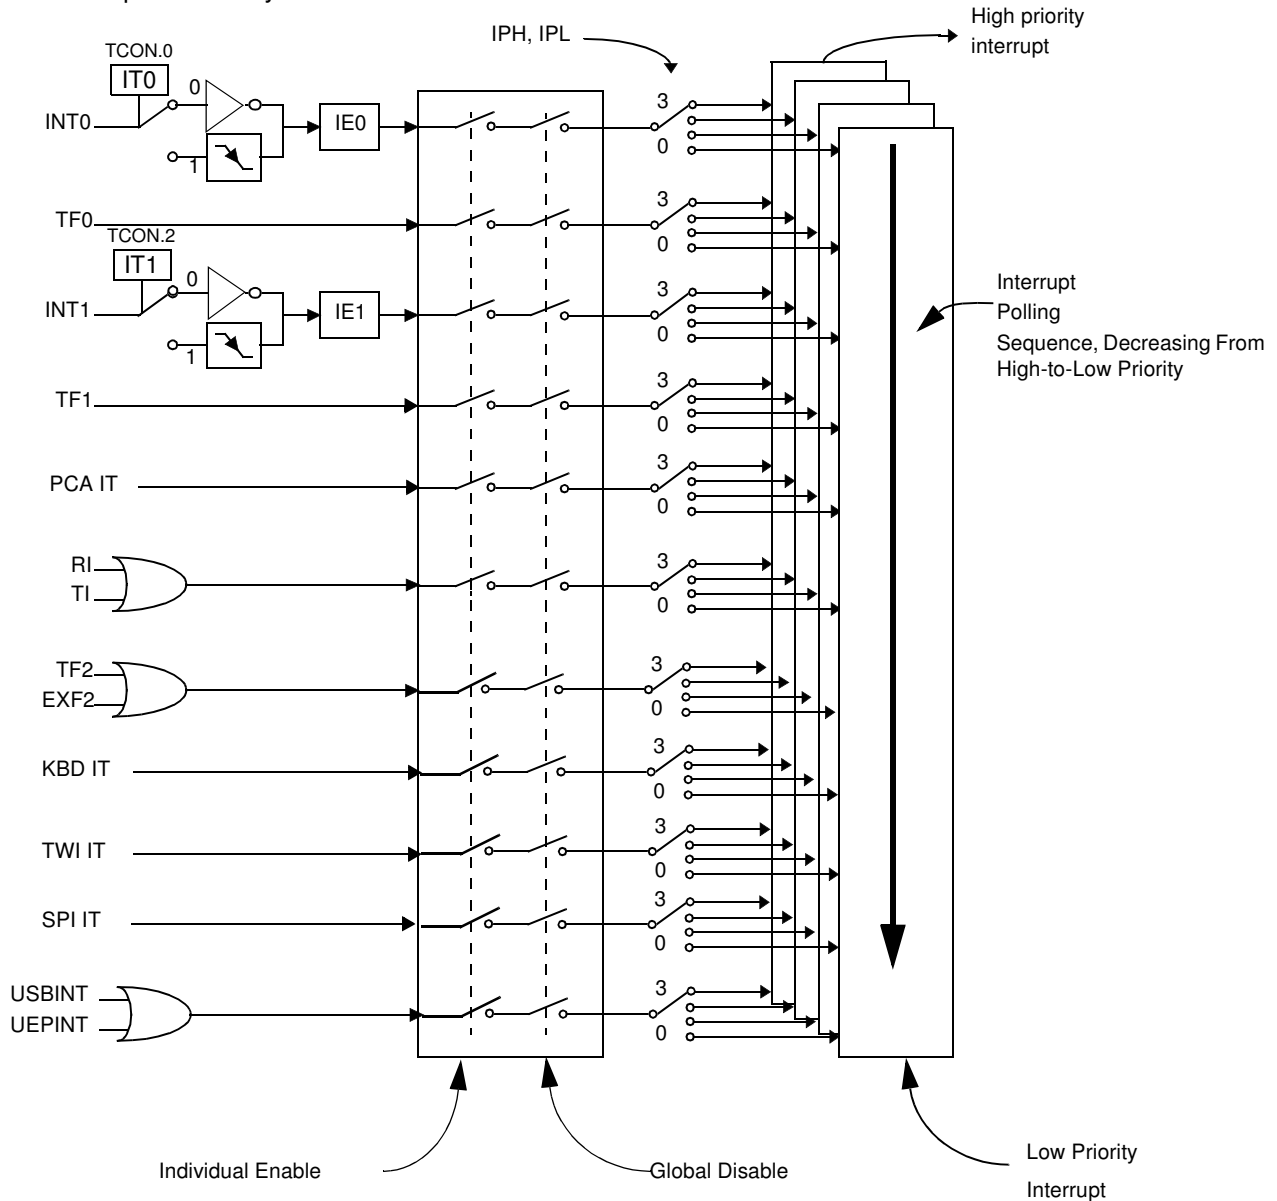 High priority
interrupt
IPH, IPL
TCON.0
IT0
0
INT0
1
IE0
3
0
TF0
3
0
TCON.2
IT1
0
INT1
1
IE1
3
0
Interrupt
Polling
Sequence, Decreasing From
High-to-Low Priority
TF1
3
0
PCA IT
3
0
RI
TI
3
0
TF2
EXF2
3
0
KBD IT
3
0
TWI IT
3
0
SPI IT
3
0
USBINT
UEPINT
3
0
Individual Enable
Global Disable
Low Priority
Interrupt